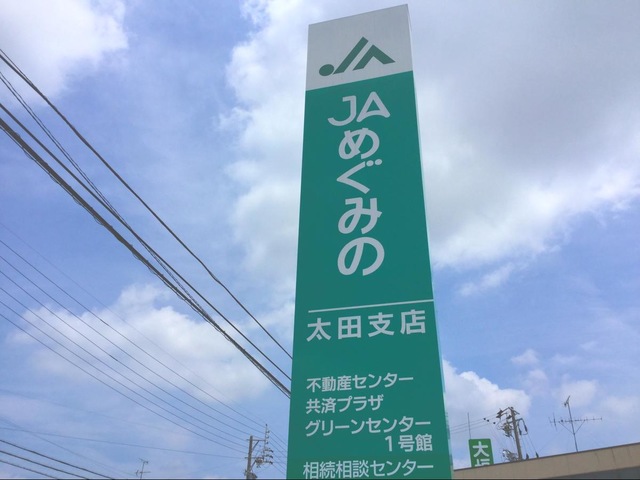 JAめぐみの
太田支店
不動産センター
共済プラザ
グリーンセンター
1号館
相続相談センター